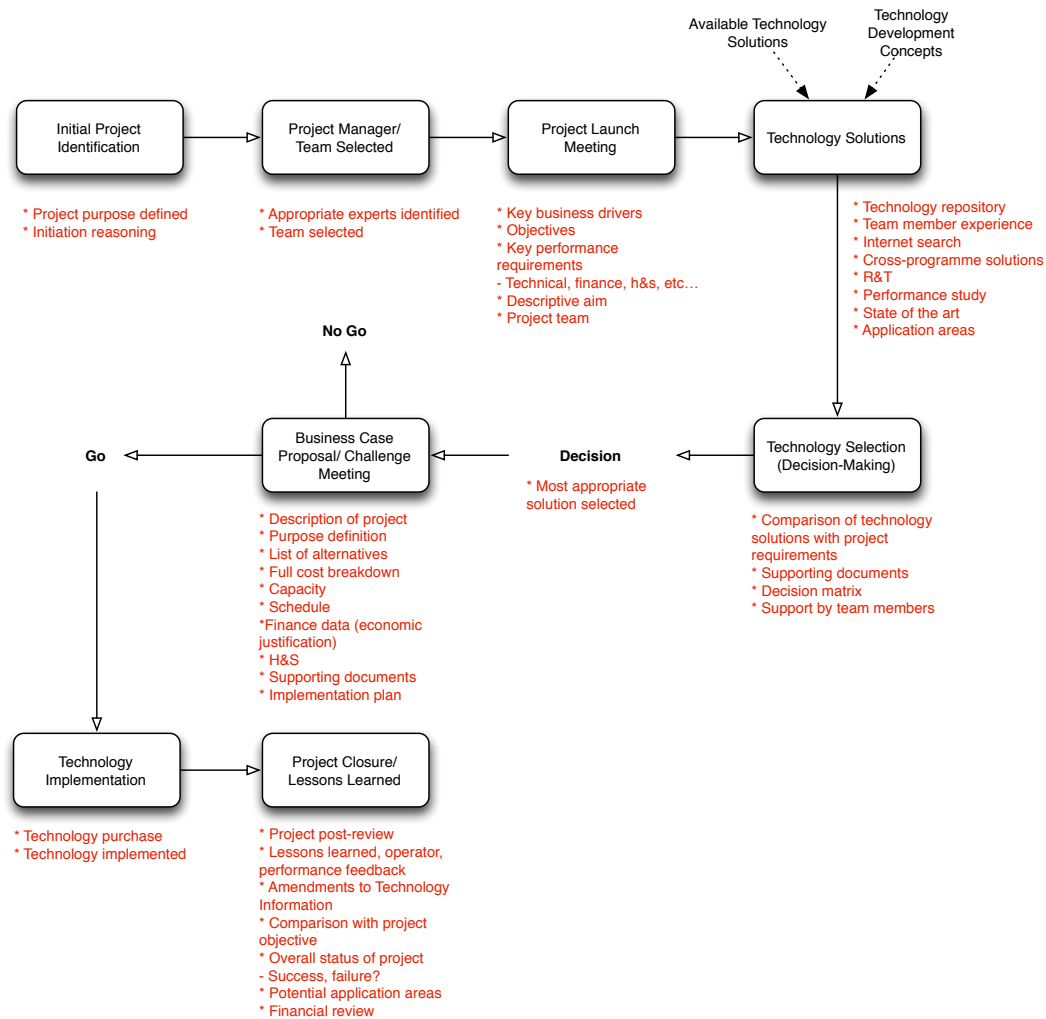 Available Technology
Solutions
Technology
Development
Concepts
Initial Project
Identification
Project Manager/
Team Selected
Project Launch
Meeting
Technology Solutions
* Project purpose defined
* Initiation reasoning
* Appropriate experts identified
* Team selected
* Key business drivers
* Objectives
* Key performance
requirements
- Technical, finance, h&s, etc…
* Descriptive aim
* Project team
* Technology repository
* Team member experience
* Internet search
* Cross-programme solutions
* R&T
* Performance study
* State of the art
* Application areas
No Go
Go
Business Case
Proposal/ Challenge
Meeting
Decision
* Most appropriate
solution selected
Technology Selection
(Decision-Making)
* Description of project
* Purpose definition
* List of alternatives
* Full cost breakdown
* Capacity
* Schedule
*Finance data (economic
justification)
* H&S
* Supporting documents
* Implementation plan
* Comparison of technology
solutions with project
requirements
* Supporting documents
* Decision matrix
* Support by team members
Technology
Implementation
Project Closure/
Lessons Learned
* Technology purchase
* Technology implemented
* Project post-review
* Lessons learned, operator,
performance feedback
* Amendments to Technology
Information
* Comparison with project
objective
* Overall status of project
- Success, failure?
* Potential application areas
* Financial review